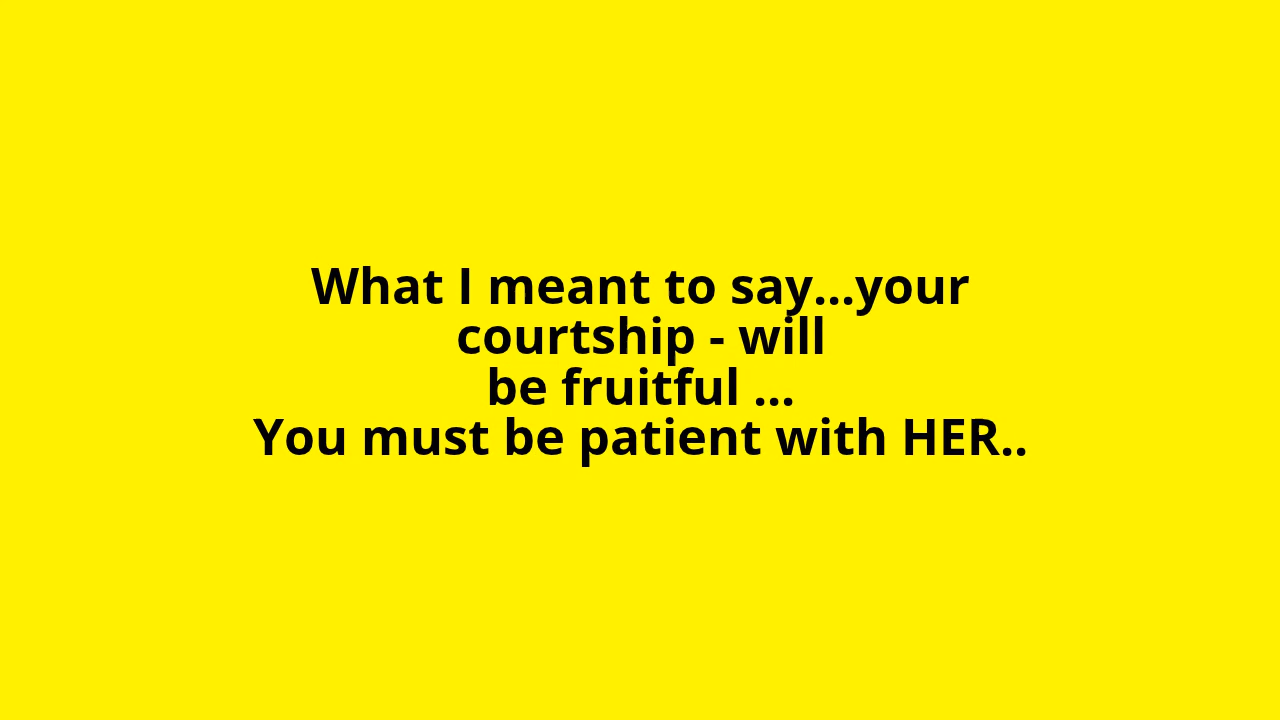 What I meant to say...your
courtship - will
be fruitful ...
You must be patient with HER..